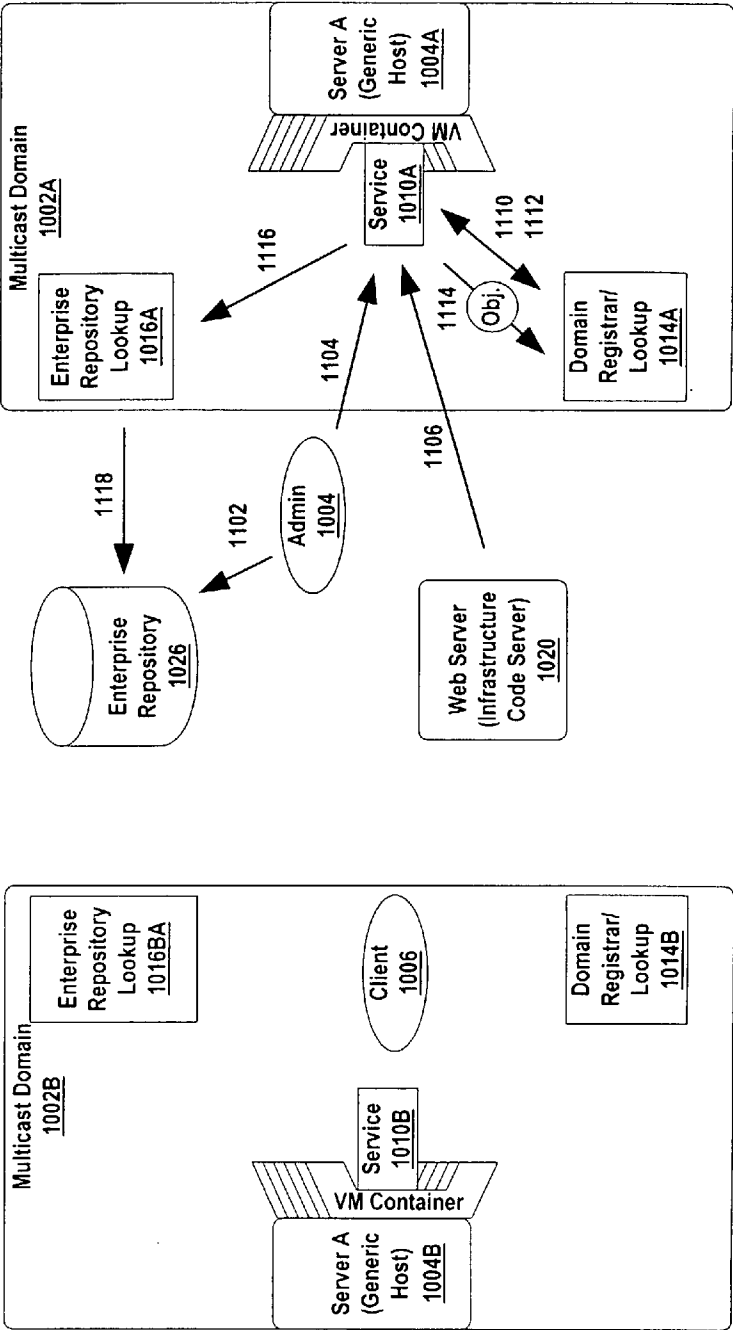 Multicast Domain
1002B
Enterprise
Repository
Lookup
1016BA
Server A
(Generic
Host)
1004B
VM Container
Service
1010B
Client
1006
Domain
Registrar/
Lookup
1014B
Enterprise
Repository
1026
1118
1102
Admin
1004
1104
1106
Web Server
(Infrastructure
Code Server)
1020
Multicast Domain
1002A
Enterprise
Repository
Lookup
1016A
1116
Service
1010A
VM Container
Server A
(Generic
Host)
1004A
1110
1112
1114
Obj.
Domain
Registrar/
Lookup
1014A